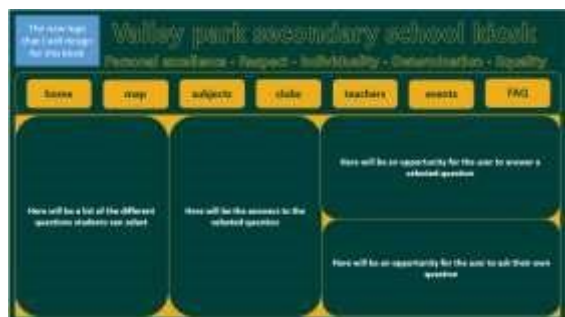 The new logo
that I will design
for this kiosk
Valley park secondary school kiosk
Personal excellence - Respect - Individuality - Determination - Equality
home
map
subjects
clubs
teachers
events
FAQ
Here will be a list of the different
questions students can select
Here will be the answers to the
selected question
Here will be an opportunity for the user to answer a
selected question
Here will be an opportunity for the user to ask their own
question